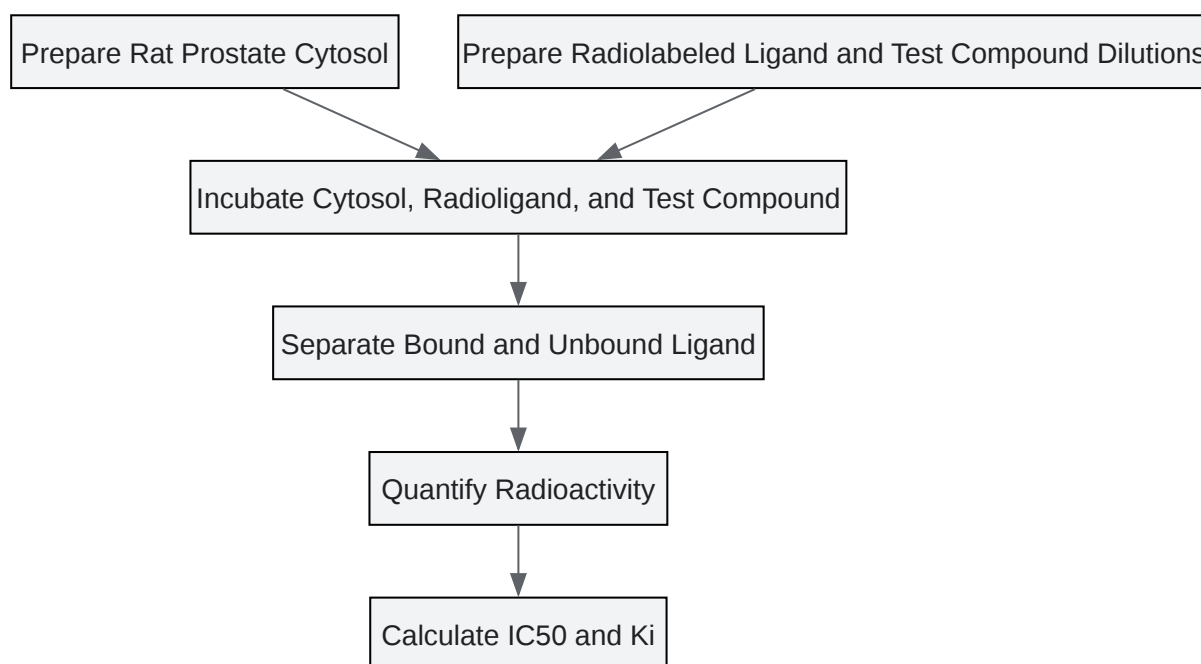 Prepare Rat Prostate Cytosol
Prepare Radiolabeled Ligand and Test Compound Dilutions
Incubate Cytosol, Radioligand, and Test Compound
Separate Bound and Unbound Ligand
Quantify Radioactivity
Calculate IC50 and Ki